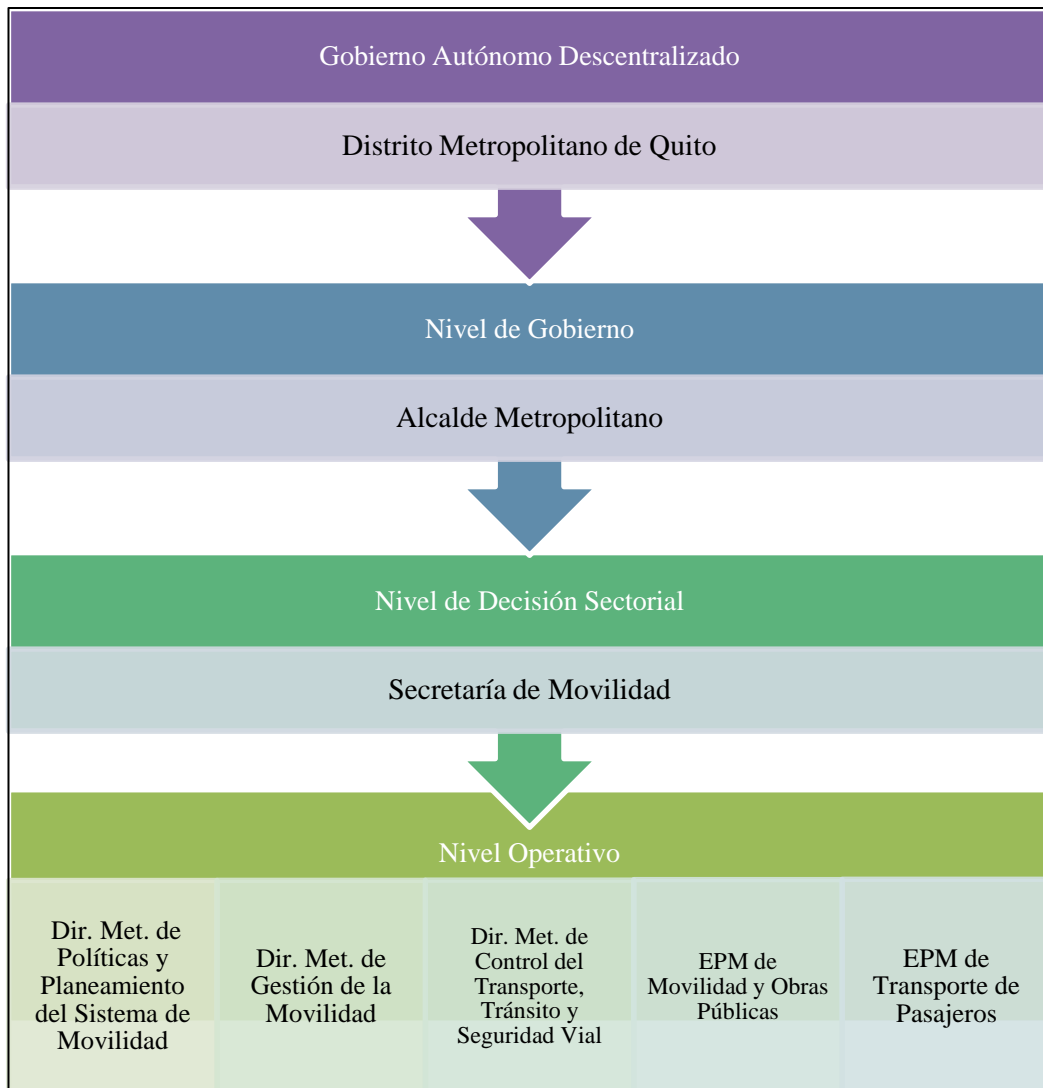 Gobierno Autónomo Descentralizado
Distrito Metropolitano de Quito
Nivel de Gobierno
Alcalde Metropolitano
Nivel de Decisión Sectorial
Secretaría de Movilidad
Nivel Operativo
Dir. Met. de
Políticas y
Planeamiento
del Sistema de
Movilidad
Dir. Met. de
Gestión de la
Movilidad
Dir. Met. de
Control del
Transporte,
Tránsito y
Seguridad Vial
EPM de
Movilidad y Obras
Públicas
EPM de
Transporte de
Pasajeros